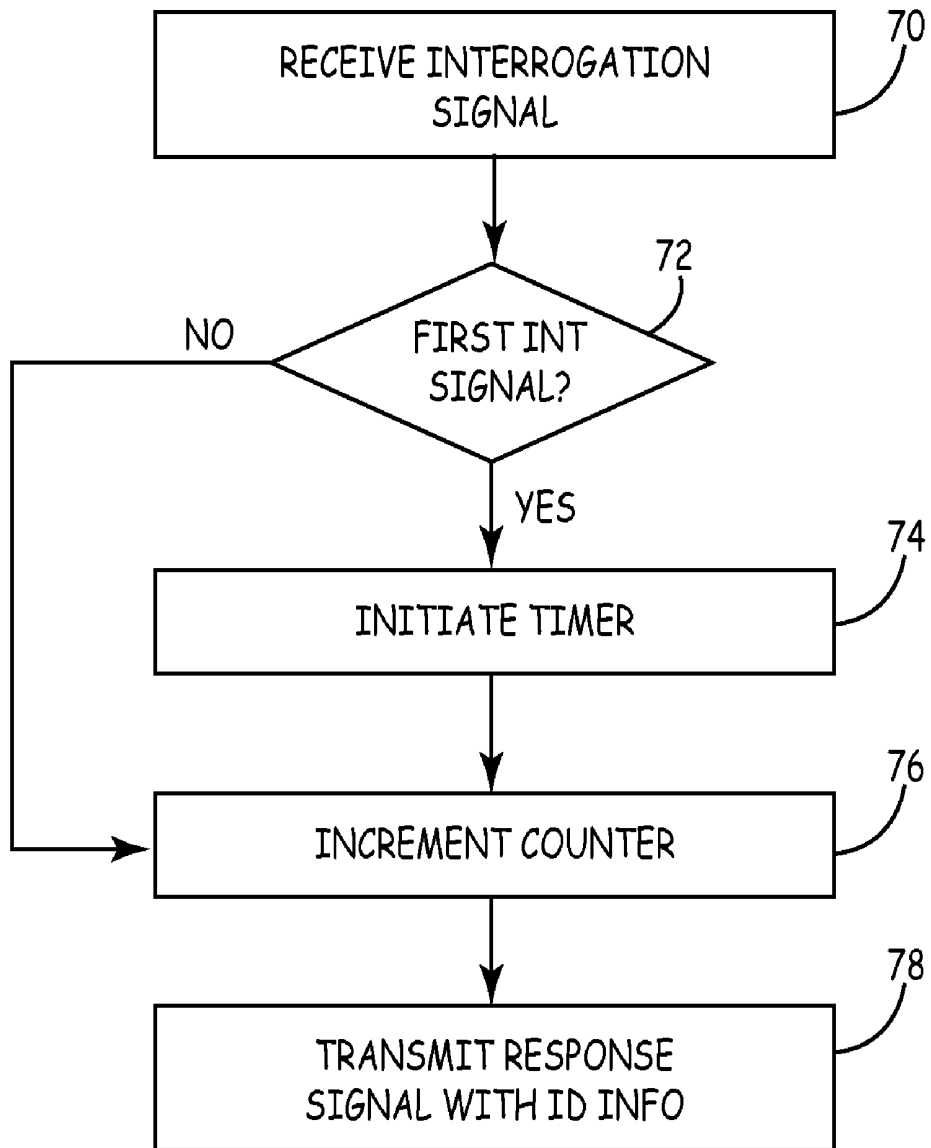 70
RECEIVE INTERROGATION
SIGNAL
72
NO
FIRST INT
SIGNAL?
YES
74
INITIATE TIMER
76
INCREMENT COUNTER
78
TRANSMIT RESPONSE
SIGNAL WITH ID INFO